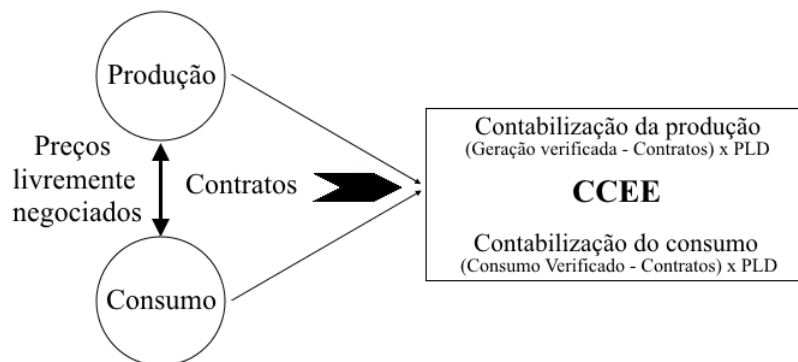 Produção
Preços
livremente
negociados
Contratos
Consumo
Contabilização da produção
(Geração verificada - Contratos) x PLD
CCEE
Contabilização do consumo
(Consumo Verificado - Contratos) x PLD